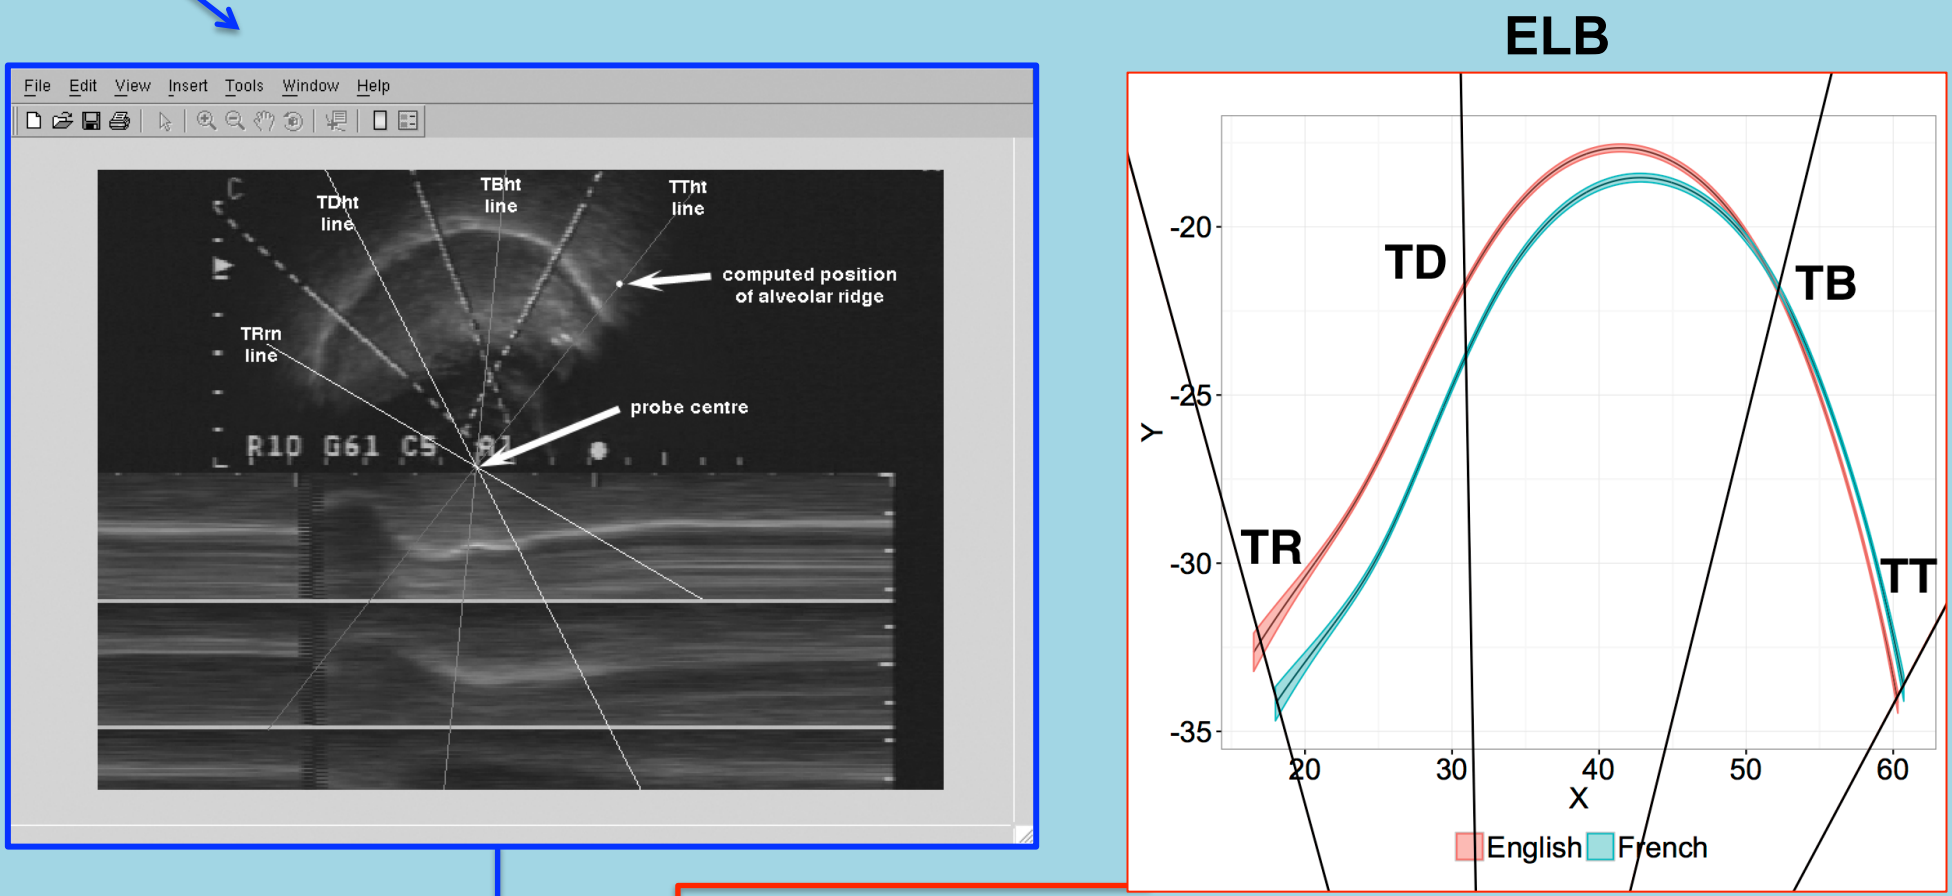 File Edit View Insert Tools Window Help
C
TDht
line
TBht
line
TTht
line
computed position
of alveolar ridge
TRrn
line
probe centre
R10 G61 C5 A1
ELB
TD
TB
TR
TT
Y
-20
-25
-30
-35
20 30 40 50 60
X
English French